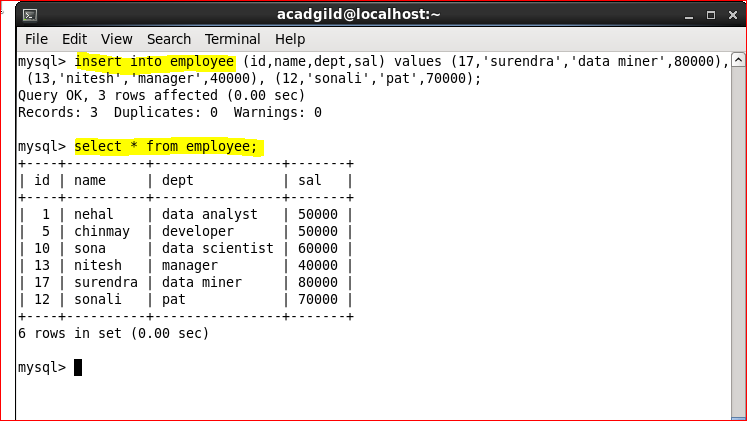 acadgild@localhost:~
File Edit View Search Terminal Help
mysql> insert into employee (id,name,dept,sal) values (17,'surendra','data miner',80000),
(13,'nitesh','manager',40000), (12,'sonali','pat',70000);
Query OK, 3 rows affected (0.00 sec)
Records: 3  Duplicates: 0  Warnings: 0
mysql> select * from employee;
+----+----------+----------------+-------+
| id | name     | dept           | sal   |
+----+----------+----------------+-------+
|  1 | nehal    | data analyst   | 50000 |
|  5 | chinmay  | developer      | 50000 |
| 10 | sona     | data scientist | 60000 |
| 13 | nitesh   | manager        | 40000 |
| 17 | surendra | data miner     | 80000 |
| 12 | sonali   | pat            | 70000 |
+----+----------+----------------+-------+
6 rows in set (0.00 sec)
mysql>